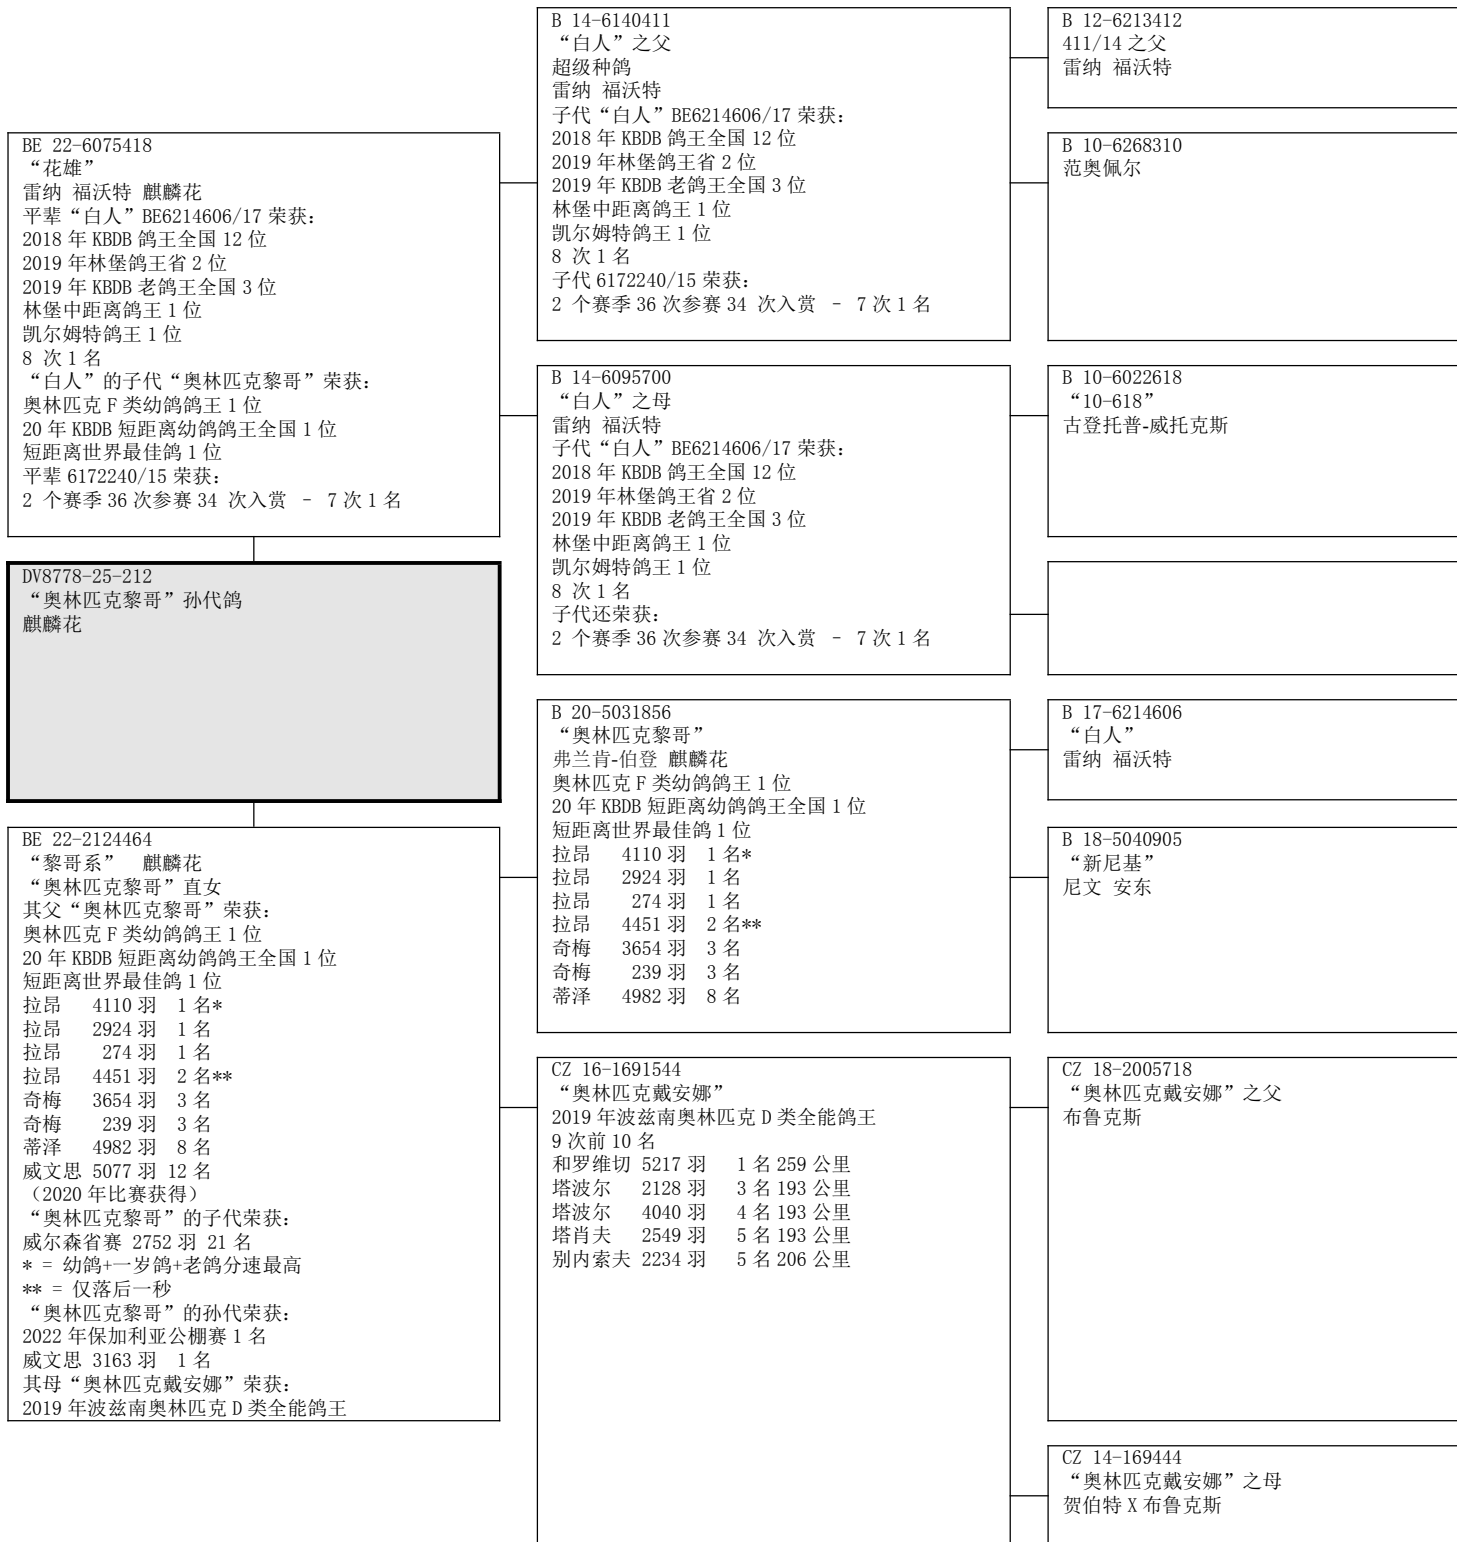 BE 22-6075418
“花雄”
雷纳 福沃特 麒麟花
平辈“白人”BE6214606/17 荣获：
2018 年 KBDB 鸽王全国 12 位
2019 年林堡鸽王省 2 位
2019 年 KBDB 老鸽王全国 3 位
林堡中距离鸽王 1 位
凯尔姆特鸽王 1 位
8 次 1 名
“白人”的子代“奥林匹克黎哥”荣获：
奥林匹克 F 类幼鸽鸽王 1 位
20 年 KBDB 短距离幼鸽鸽王全国 1 位
短距离世界最佳鸽 1 位
平辈 6172240/15 荣获：
2 个赛季 36 次参赛 34 次入赏 - 7 次 1 名
DV8778-25-212
“奥林匹克黎哥”孙代鸽
麒麟花
BE 22-2124464
“黎哥系” 麒麟花
“奥林匹克黎哥”直女
其父“奥林匹克黎哥”荣获：
奥林匹克 F 类幼鸽鸽王 1 位
20 年 KBDB 短距离幼鸽鸽王全国 1 位
短距离世界最佳鸽 1 位
拉昂 4110 羽 1 名*
拉昂 2924 羽 1 名
拉昂 274 羽 1 名
拉昂 4451 羽 2 名**
奇梅 3654 羽 3 名
奇梅 239 羽 3 名
蒂泽 4982 羽 8 名
威文思 5077 羽 12 名
（2020 年比赛获得）
“奥林匹克黎哥”的子代荣获：
威尔森省赛 2752 羽 21 名
* = 幼鸽+一岁鸽+老鸽分速最高
** = 仅落后一秒
“奥林匹克黎哥”的孙代荣获：
2022 年保加利亚公棚赛 1 名
威文思 3163 羽 1 名
其母“奥林匹克戴安娜”荣获：
2019 年波兹南奥林匹克 D 类全能鸽王
B 14-6140411
“白人”之父
超级种鸽
雷纳 福沃特
子代“白人”BE6214606/17 荣获：
2018 年 KBDB 鸽王全国 12 位
2019 年林堡鸽王省 2 位
2019 年 KBDB 老鸽王全国 3 位
林堡中距离鸽王 1 位
凯尔姆特鸽王 1 位
8 次 1 名
子代 6172240/15 荣获：
2 个赛季 36 次参赛 34 次入赏 - 7 次 1 名
B 14-6095700
“白人”之母
雷纳 福沃特
子代“白人”BE6214606/17 荣获：
2018 年 KBDB 鸽王全国 12 位
2019 年林堡鸽王省 2 位
2019 年 KBDB 老鸽王全国 3 位
林堡中距离鸽王 1 位
凯尔姆特鸽王 1 位
8 次 1 名
子代还荣获：
2 个赛季 36 次参赛 34 次入赏 - 7 次 1 名
B 20-5031856
“奥林匹克黎哥”
弗兰肯-伯登 麒麟花
奥林匹克 F 类幼鸽鸽王 1 位
20 年 KBDB 短距离幼鸽鸽王全国 1 位
短距离世界最佳鸽 1 位
拉昂 4110 羽 1 名*
拉昂 2924 羽 1 名
拉昂 274 羽 1 名
拉昂 4451 羽 2 名**
奇梅 3654 羽 3 名
奇梅 239 羽 3 名
蒂泽 4982 羽 8 名
CZ 16-1691544
“奥林匹克戴安娜”
2019 年波兹南奥林匹克 D 类全能鸽王
9 次前 10 名
和罗维切 5217 羽 1 名 259 公里
塔波尔 2128 羽 3 名 193 公里
塔波尔 4040 羽 4 名 193 公里
塔肖夫 2549 羽 5 名 193 公里
别内索夫 2234 羽 5 名 206 公里
B 12-6213412
411/14 之父
雷纳 福沃特
B 10-6268310
范奥佩尔
B 10-6022618
“10-618”
古登托普-威托克斯
B 17-6214606
“白人”
雷纳 福沃特
B 18-5040905
“新尼基”
尼文 安东
CZ 18-2005718
“奥林匹克戴安娜”之父
布鲁克斯
CZ 14-169444
“奥林匹克戴安娜”之母
贺伯特 X 布鲁克斯